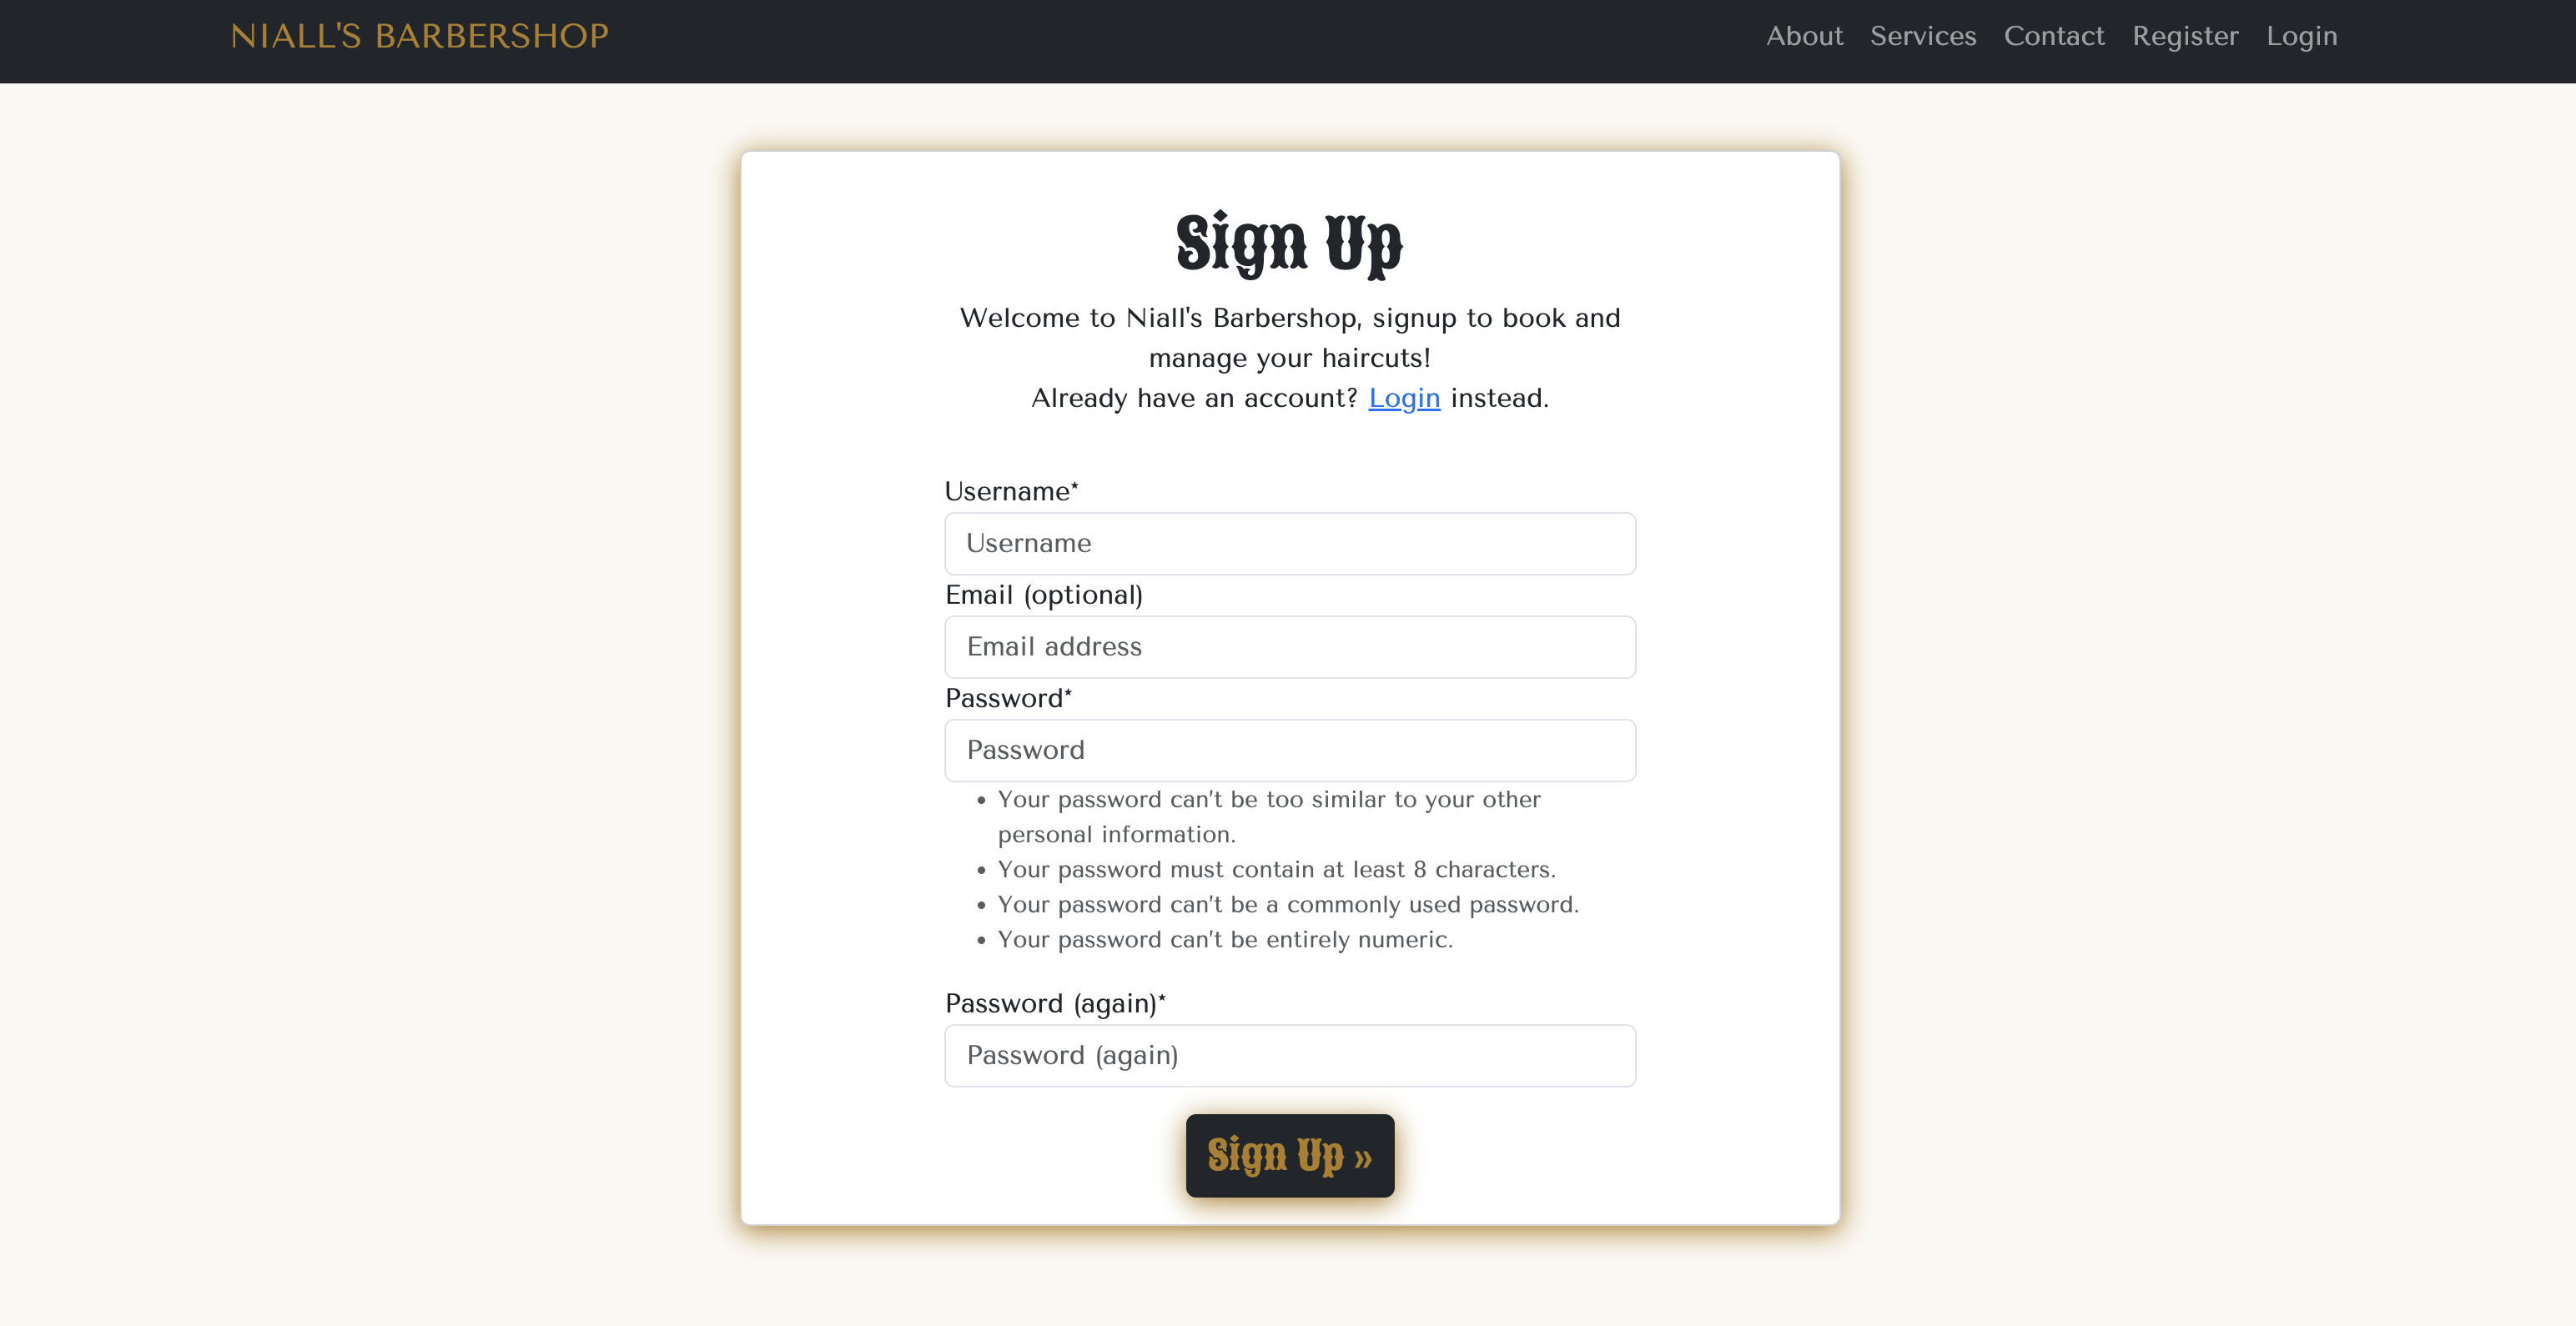 NIALL'S BARBERSHOP
About Services Contact Register Login
Sign Up
Welcome to Niall's Barbershop, signup to book and
manage your haircuts!
Already have an account? Login instead.
Username*
Username
Email (optional)
Email address
Password*
Password
• Your password can’t be too similar to your other
personal information.
• Your password must contain at least 8 characters.
• Your password can’t be a commonly used password.
• Your password can’t be entirely numeric.
Password (again)*
Password (again)
Sign Up »